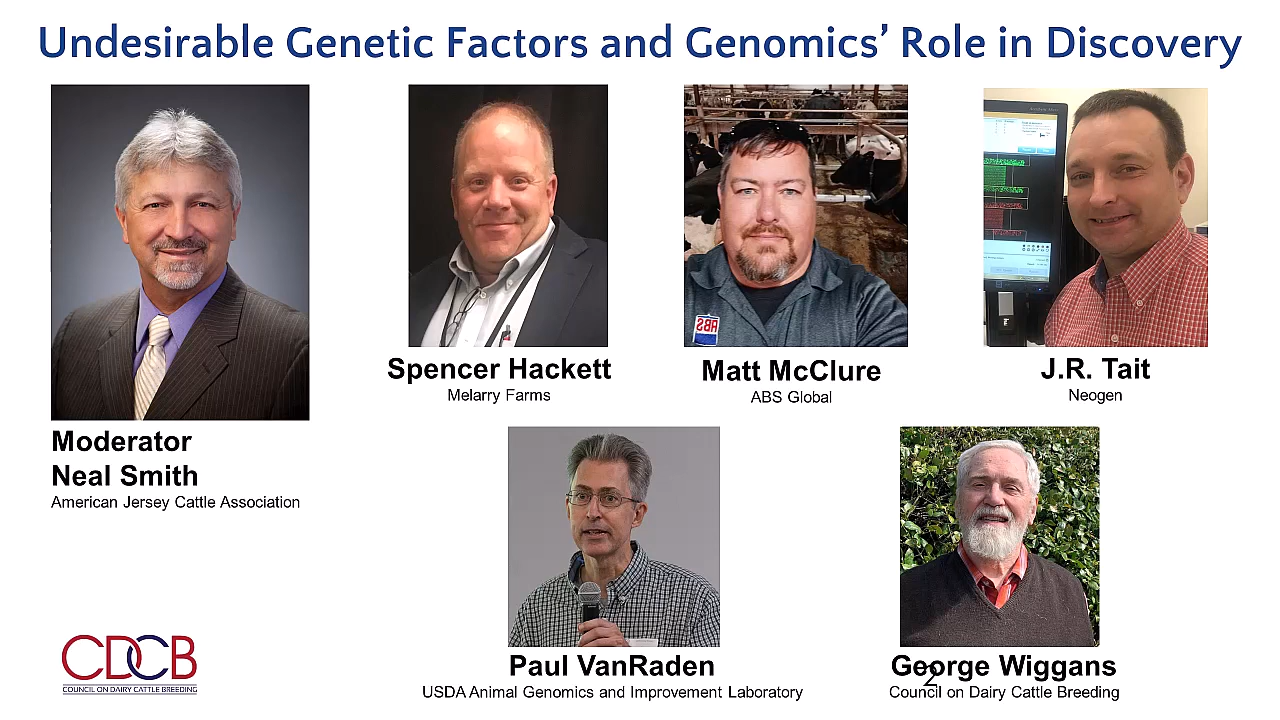 Undesirable Genetic Factors and Genomics’ Role in Discovery
Moderator
Neal Smith
American Jersey Cattle Association
Spencer Hackett
Melarry Farms
Matt McClure
ABS Global
J.R. Tait
Neogen
ABS
Paul VanRaden
USDA Animal Genomics and Improvement Laboratory
George Wiggans
Council on Dairy Cattle Breeding
2
CDCB
COUNCIL ON DAIRY CATTLE BREEDING